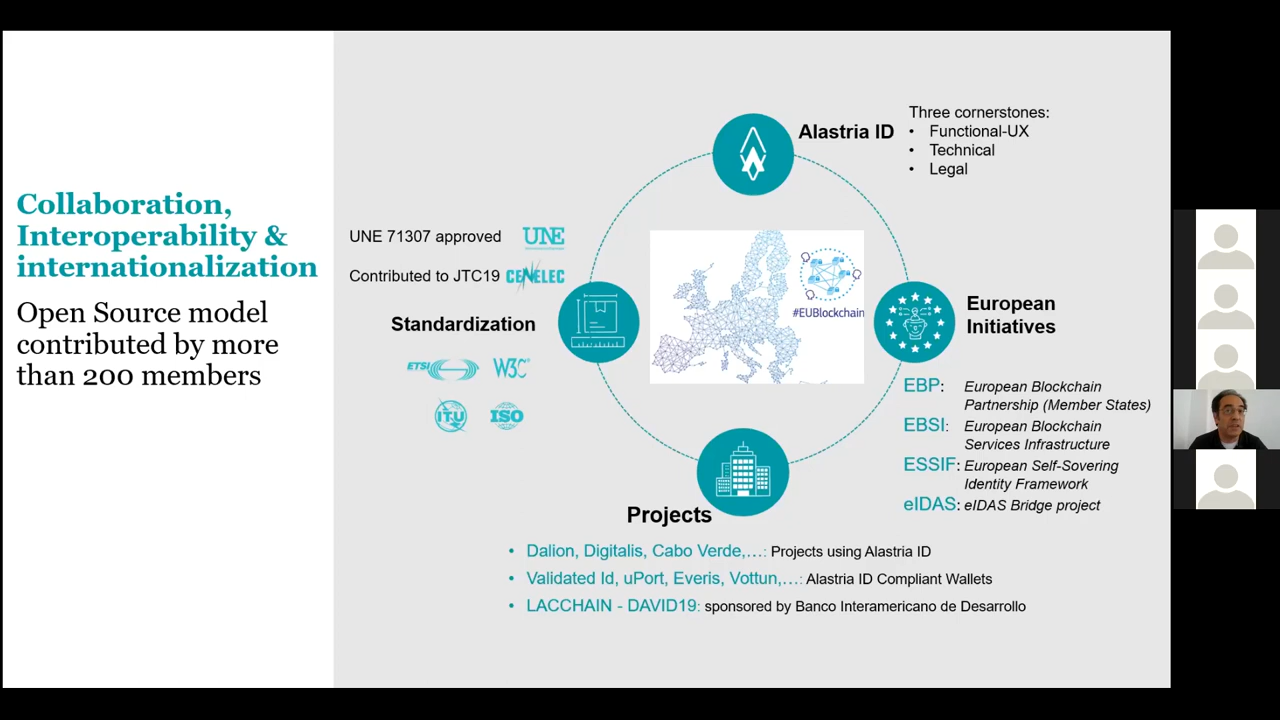 Collaboration,
Interoperability &
internationalization
Open Source model
contributed by more
than 200 members
Alastria ID
Three cornerstones:
• Functional-UX
• Technical
• Legal
UNE 71307 approved
UNE
Contributed to JTC19
CENELEC
Standardization
ETSI
W3C
ITU
ISO
#EUBlockchain
European
Initiatives
EBP: European Blockchain
Partnership (Member States)
EBSI: European Blockchain
Services Infrastructure
ESSIF: European Self-Sovering
Identity Framework
eIDAS: eIDAS Bridge project
Projects
• Dalion, Digitalis, Cabo Verde,...: Projects using Alastria ID
• Validated Id, uPort, Everis, Vottun,...: Alastria ID Compliant Wallets
• LACCHAIN - DAVID19: sponsored by Banco Interamericano de Desarrollo